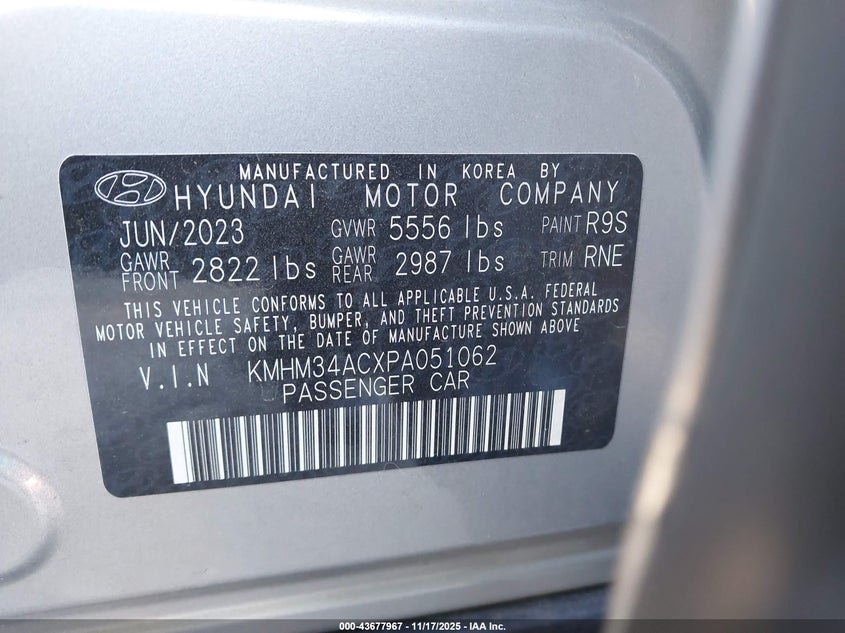 MANUFACTURED IN KOREA BY
HYUNDAI MOTOR COMPANY
JUN/2023 GVWR 5556 lbs PAINT R9S
GAWR FRONT 2822 lbs GAWR REAR 2987 lbs TRIM RNE
THIS VEHICLE CONFORMS TO ALL APPLICABLE U.S.A. FEDERAL
MOTOR VEHICLE SAFETY, BUMPER, AND THEFT PREVENTION STANDARDS
IN EFFECT ON THE DATE OF MANUFACTURE SHOWN ABOVE
V.I.N KMHM34ACXPA051062
PASSENGER CAR
000-43677967 - 11/17/2025 - IAA Inc.